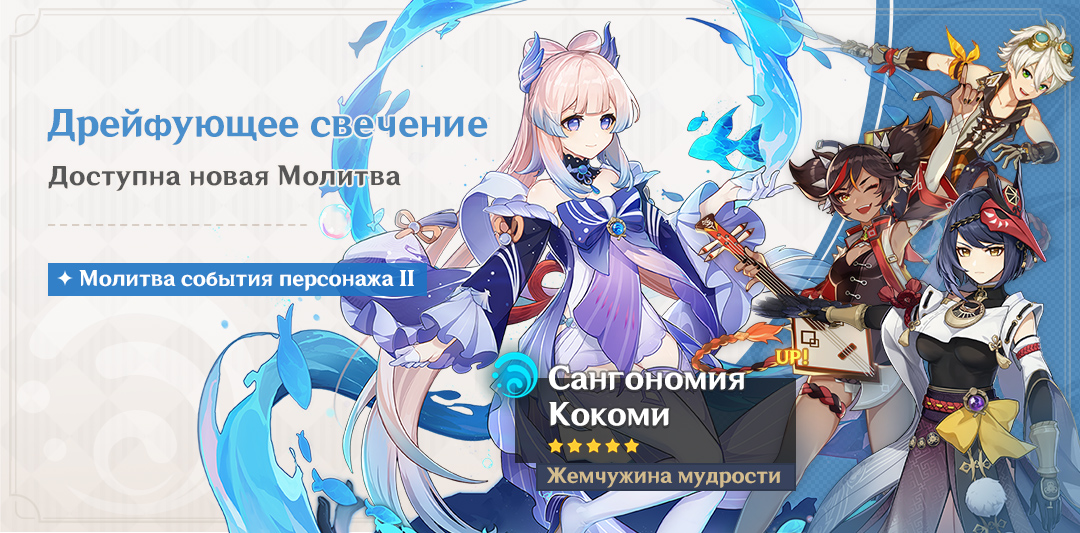 Дрейфующее свечение
Доступна новая Молитва
✦ Молитва события персонажа II
UP!
Сангономия
Кокоми
★★★★★
Жемчужина мудрости